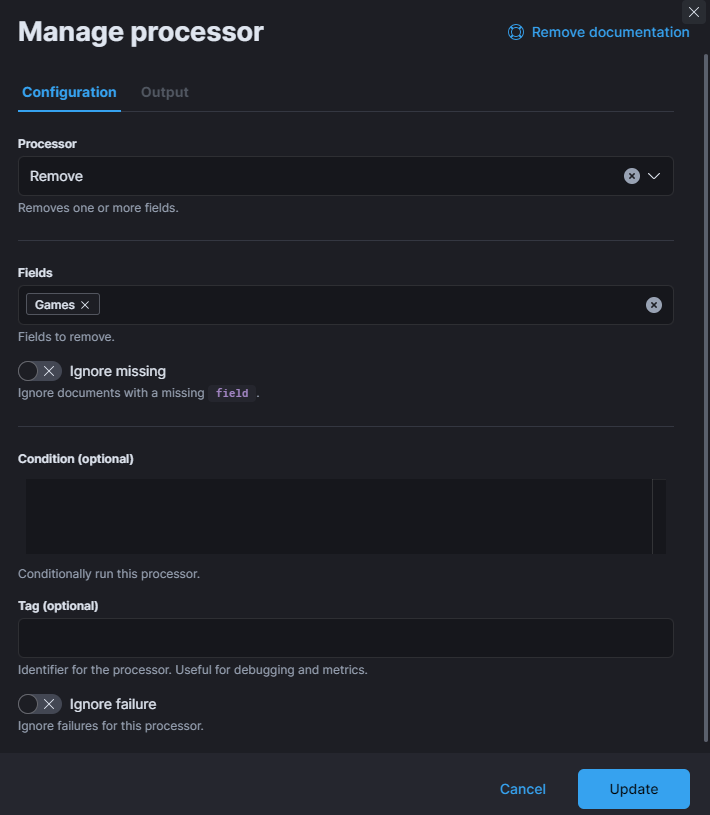 Manage processor
Remove documentation
Configuration
Output
Processor
Remove
Removes one or more fields.
Fields
Games
Fields to remove.
Ignore missing
Ignore documents with a missing field .
Condition (optional)
Conditionally run this processor.
Tag (optional)
Identifier for the processor. Useful for debugging and metrics.
Ignore failure
Ignore failures for this processor.
Cancel
Update